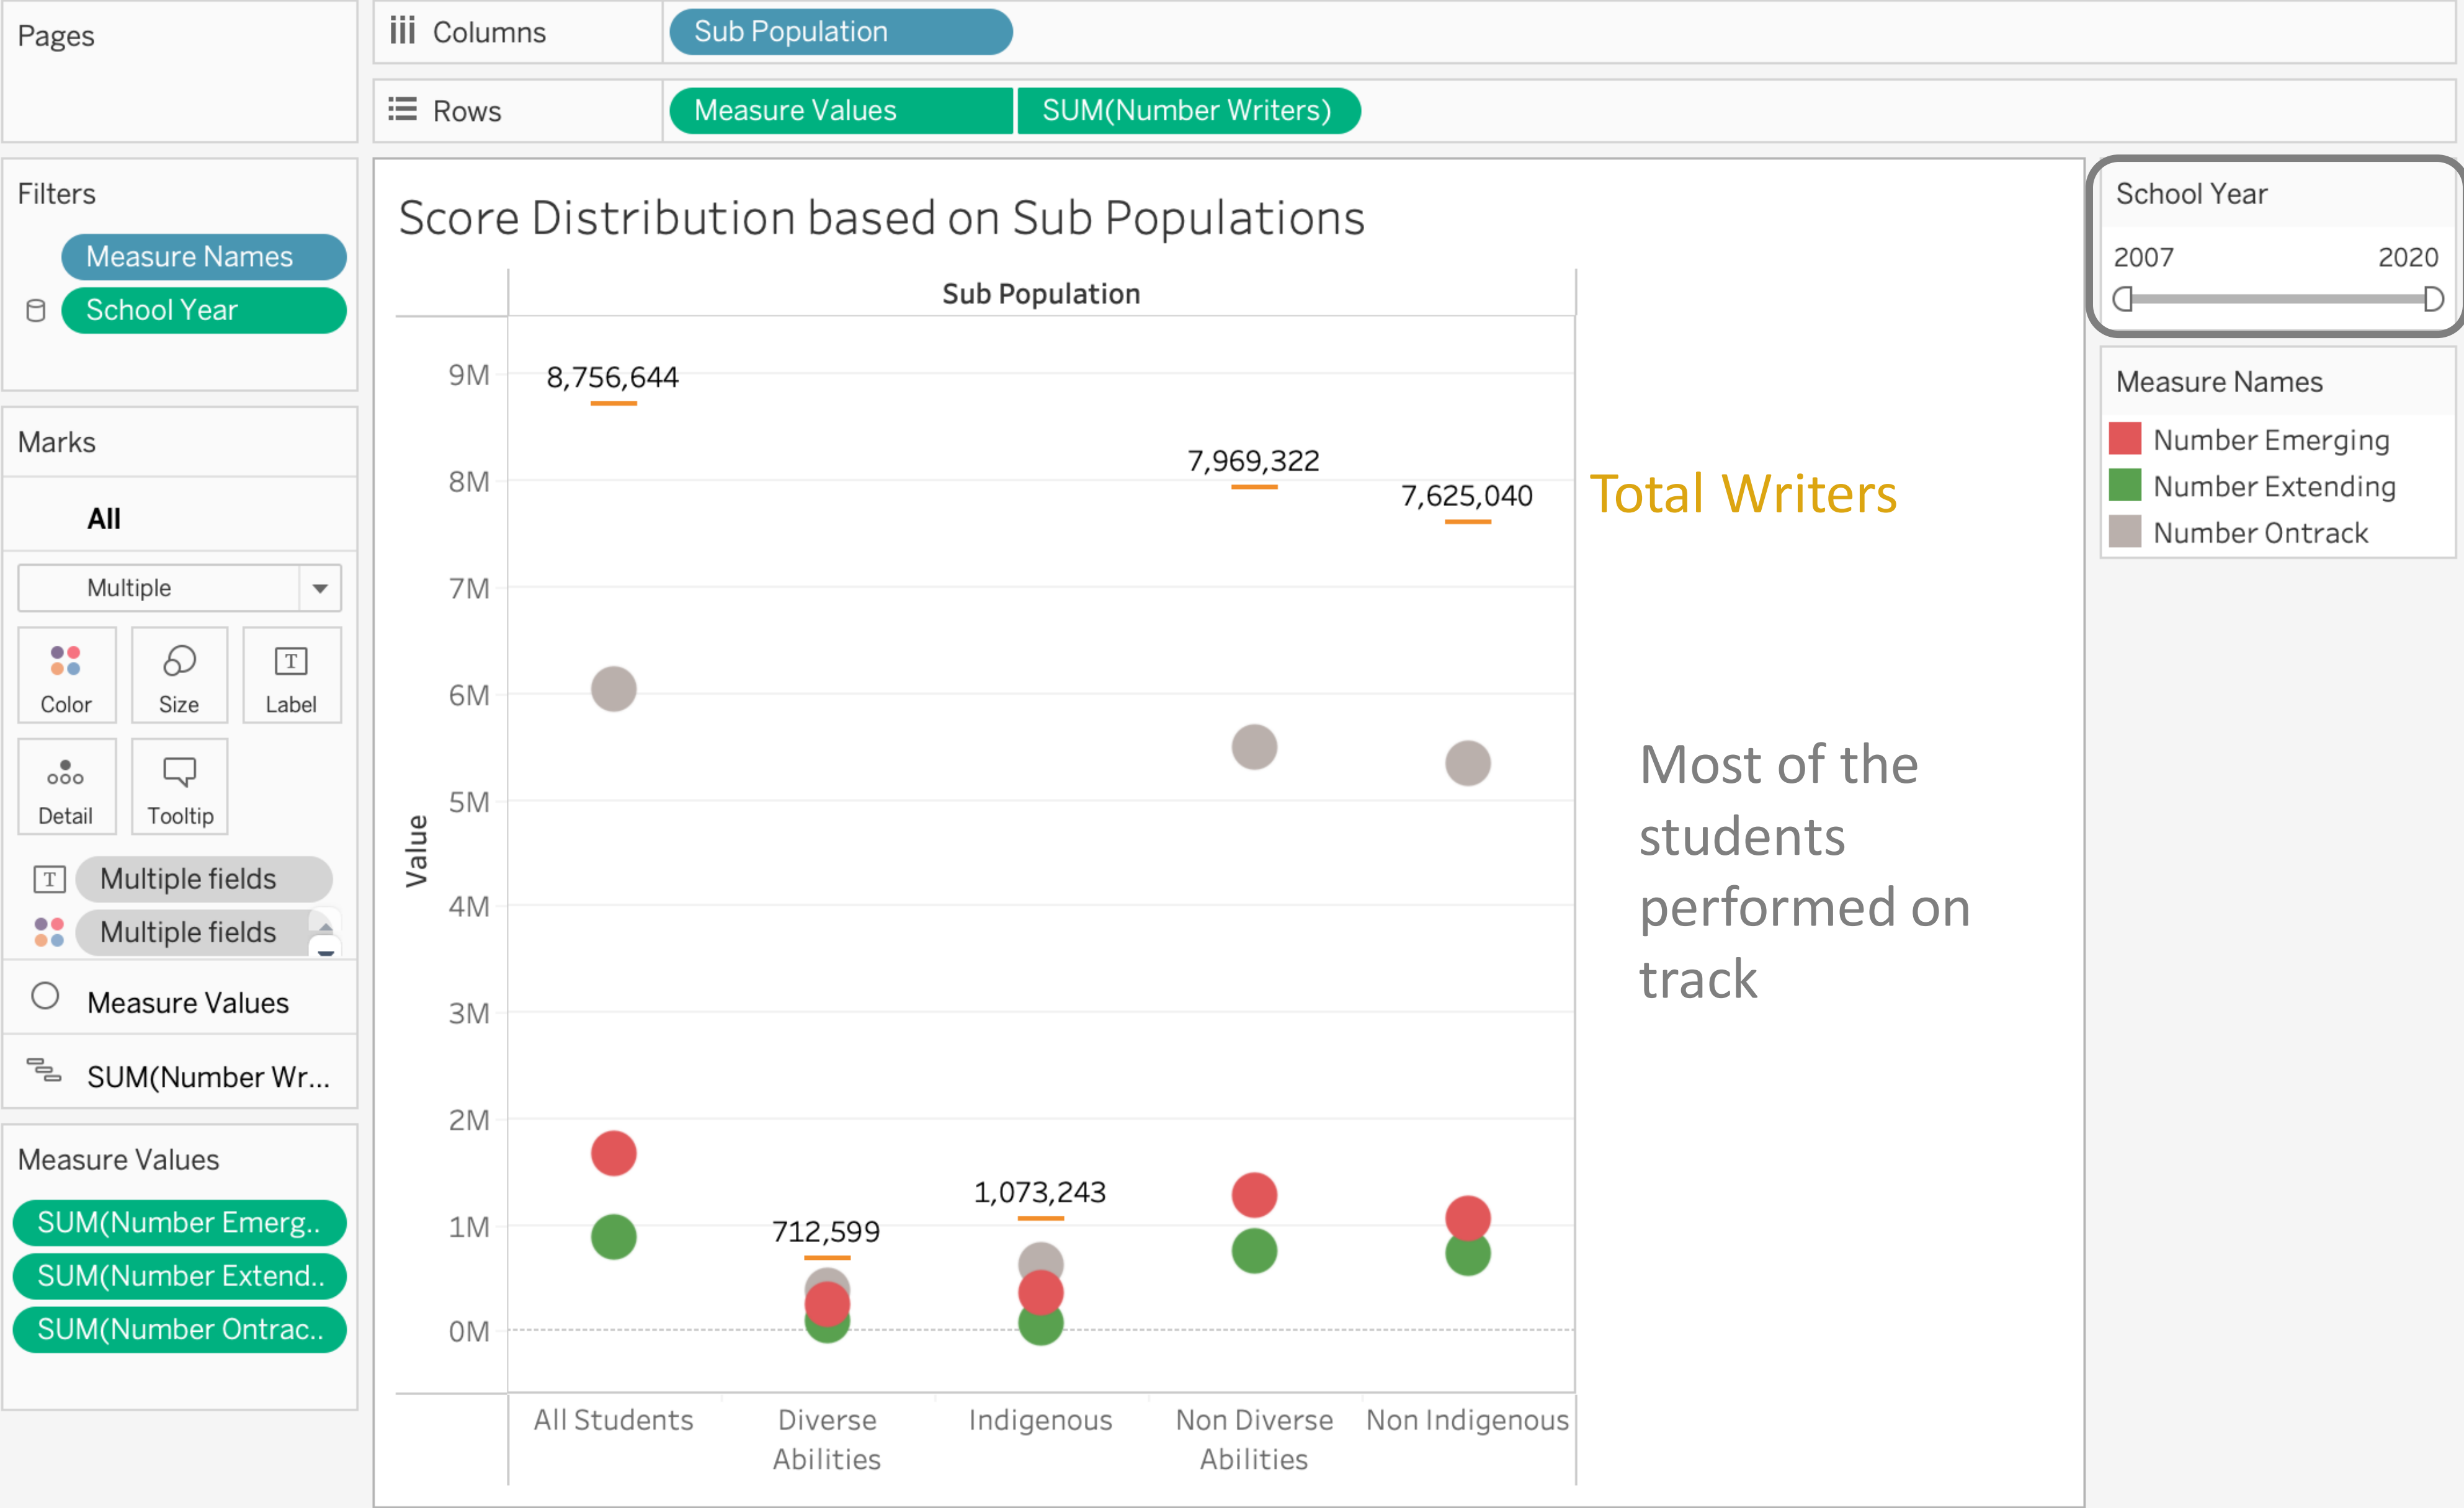 Pages
Columns
Sub Population
Rows
Measure Values
SUM(Number Writers)
Filters
Measure Names
School Year
Marks
All
Multiple
Color
Size
Label
Detail
Tooltip
T
Multiple fields
Multiple fields
Measure Values
SUM(Number Wr...
Measure Values
SUM(Number Emerg..
SUM(Number Extend..
SUM(Number Ontrac..
Score Distribution based on Sub Populations
Sub Population
Value
9M
8M
7M
6M
5M
4M
3M
2M
1M
0M
8,756,644
712,599
1,073,243
7,969,322
7,625,040
All Students
Diverse
Abilities
Indigenous
Non Diverse
Abilities
Non Indigenous
Total Writers
Most of the
students
performed on
track
School Year
2007
2020
Measure Names
Number Emerging
Number Extending
Number Ontrack